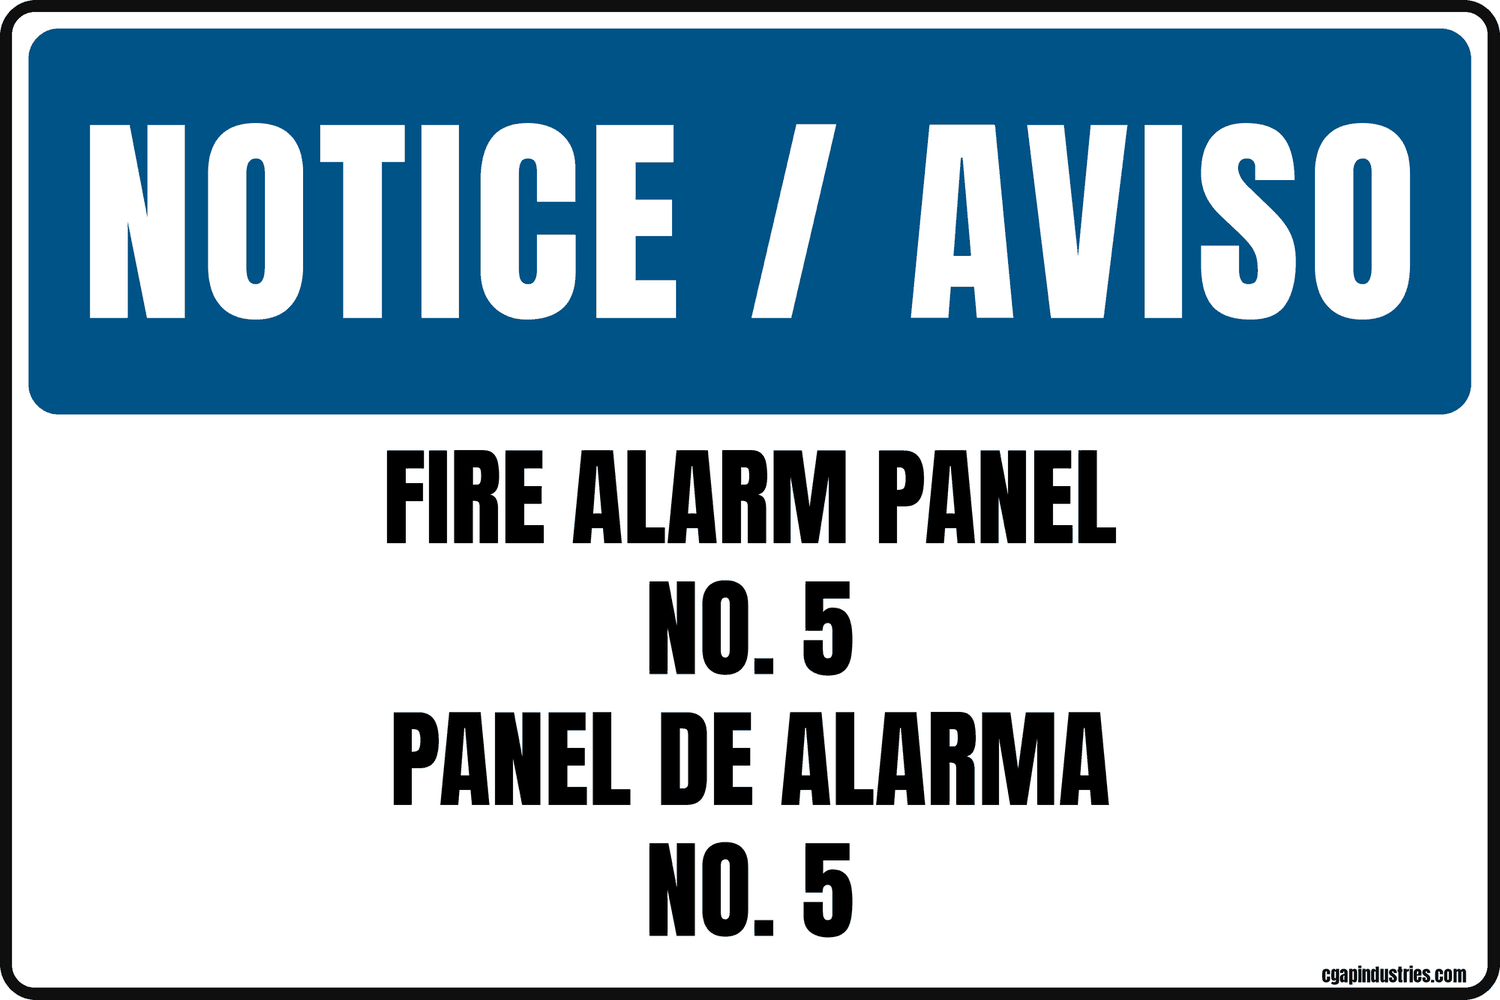 NOTICE / AVISO
FIRE ALARM PANEL
NO. 5
PANEL DE ALARMA
NO. 5
cgapindustries.com